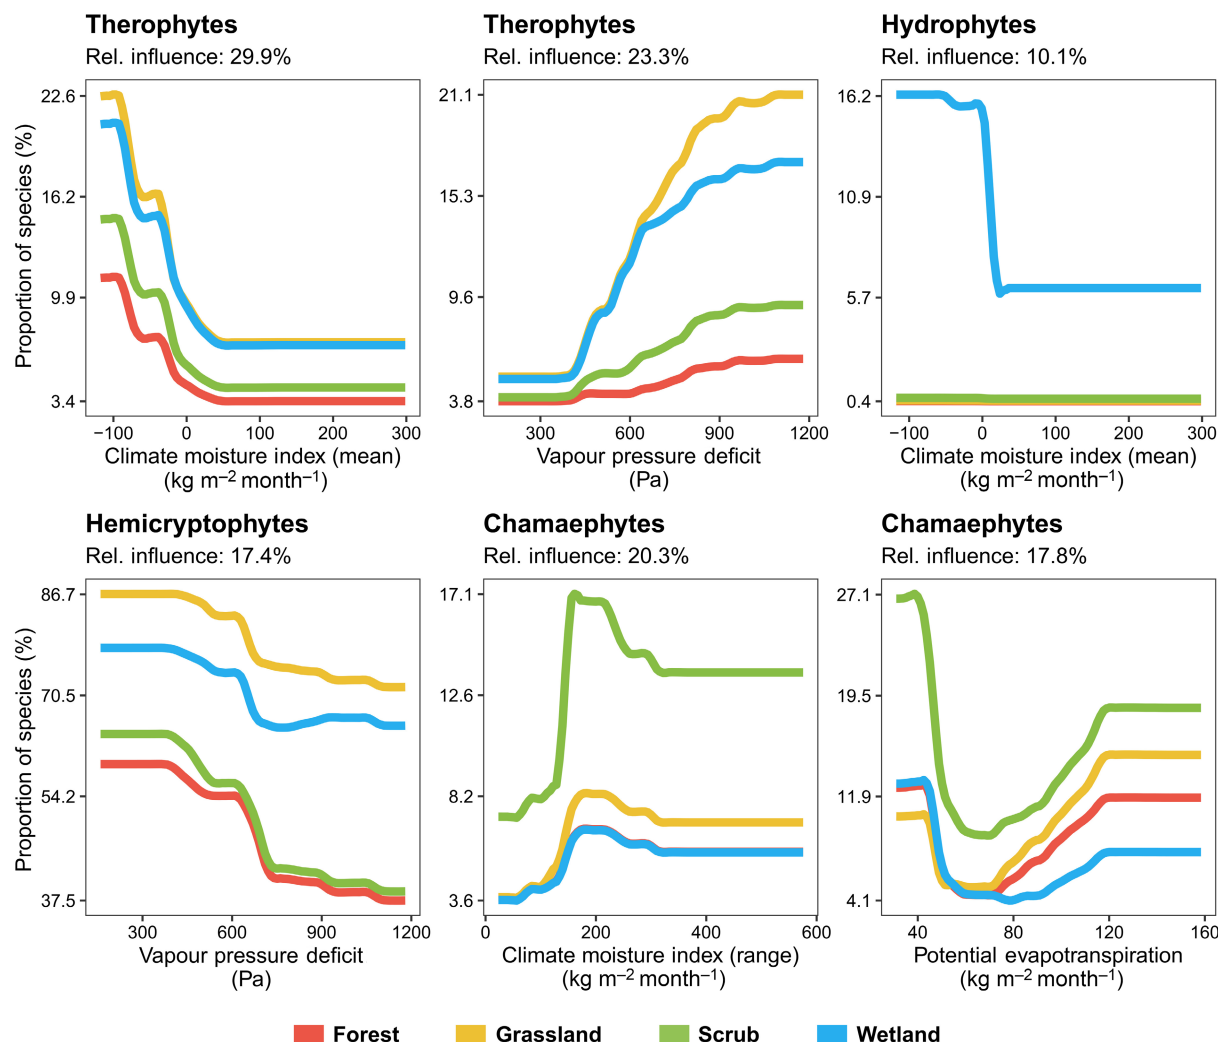 Therophytes
Rel. influence: 29.9%
Therophytes
Rel. influence: 23.3%
Hydrophytes
Rel. influence: 10.1%
Proportion of species (%)
22.6
16.2
9.9
3.4
−100 0 100 200 300
Climate moisture index (mean)
(kg m−2 month−1)
21.1
15.3
9.6
3.8
300 600 900 1200
Vapour pressure deficit
(Pa)
16.2
10.9
5.7
0.4
−100 0 100 200 300
Climate moisture index (mean)
(kg m−2 month−1)
Hemicryptophytes
Rel. influence: 17.4%
Chamaephytes
Rel. influence: 20.3%
Chamaephytes
Rel. influence: 17.8%
Proportion of species (%)
86.7
70.5
54.2
37.5
300 600 900 1200
Vapour pressure deficit
(Pa)
17.1
12.6
8.2
3.6
0 200 400 600
Climate moisture index (range)
(kg m−2 month−1)
27.1
19.5
11.9
4.1
40 80 120 160
Potential evapotranspiration
(kg m−2 month−1)
Forest Grassland Scrub Wetland